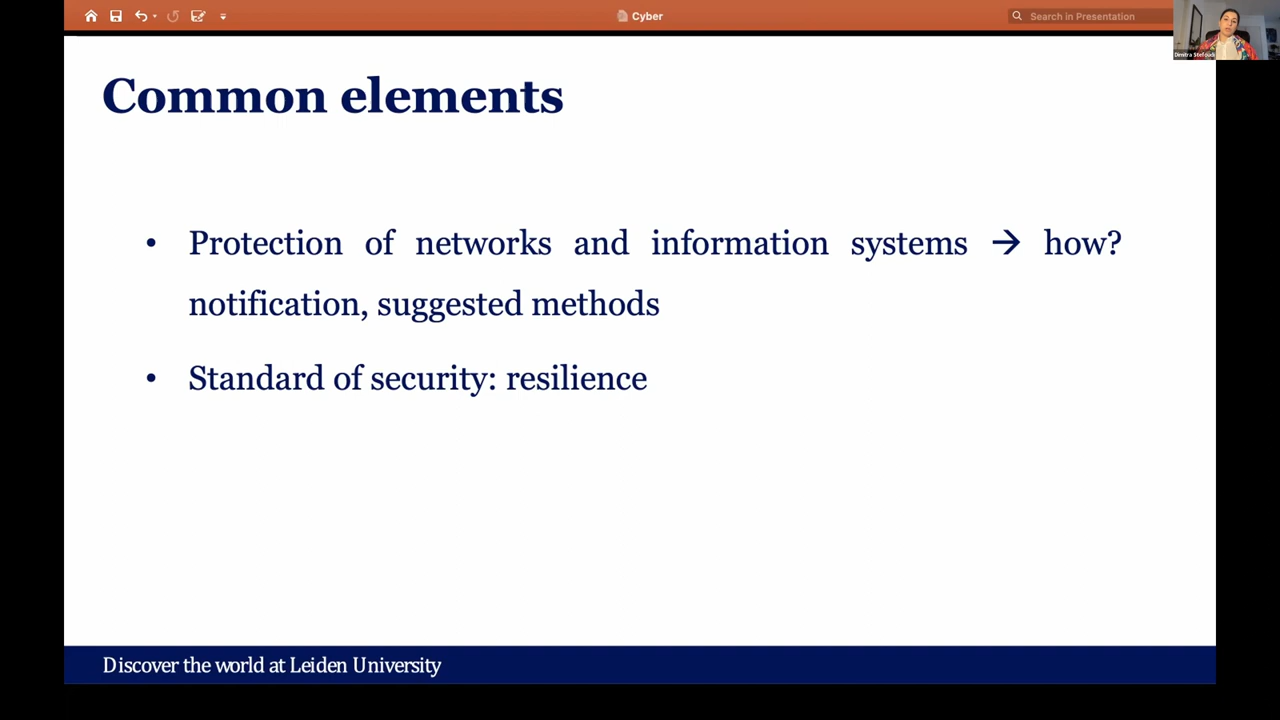 Cyber
Search in Presentation
Common elements
• Protection of networks and information systems → how?
notification, suggested methods
• Standard of security: resilience
Discover the world at Leiden University